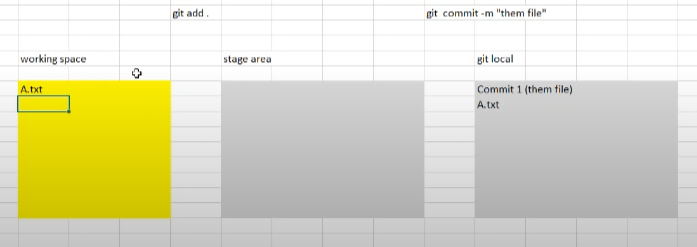 git add .
git commit -m "them file"
working space
stage area
git local
A.txt
Commit 1 (them file)
A.txt